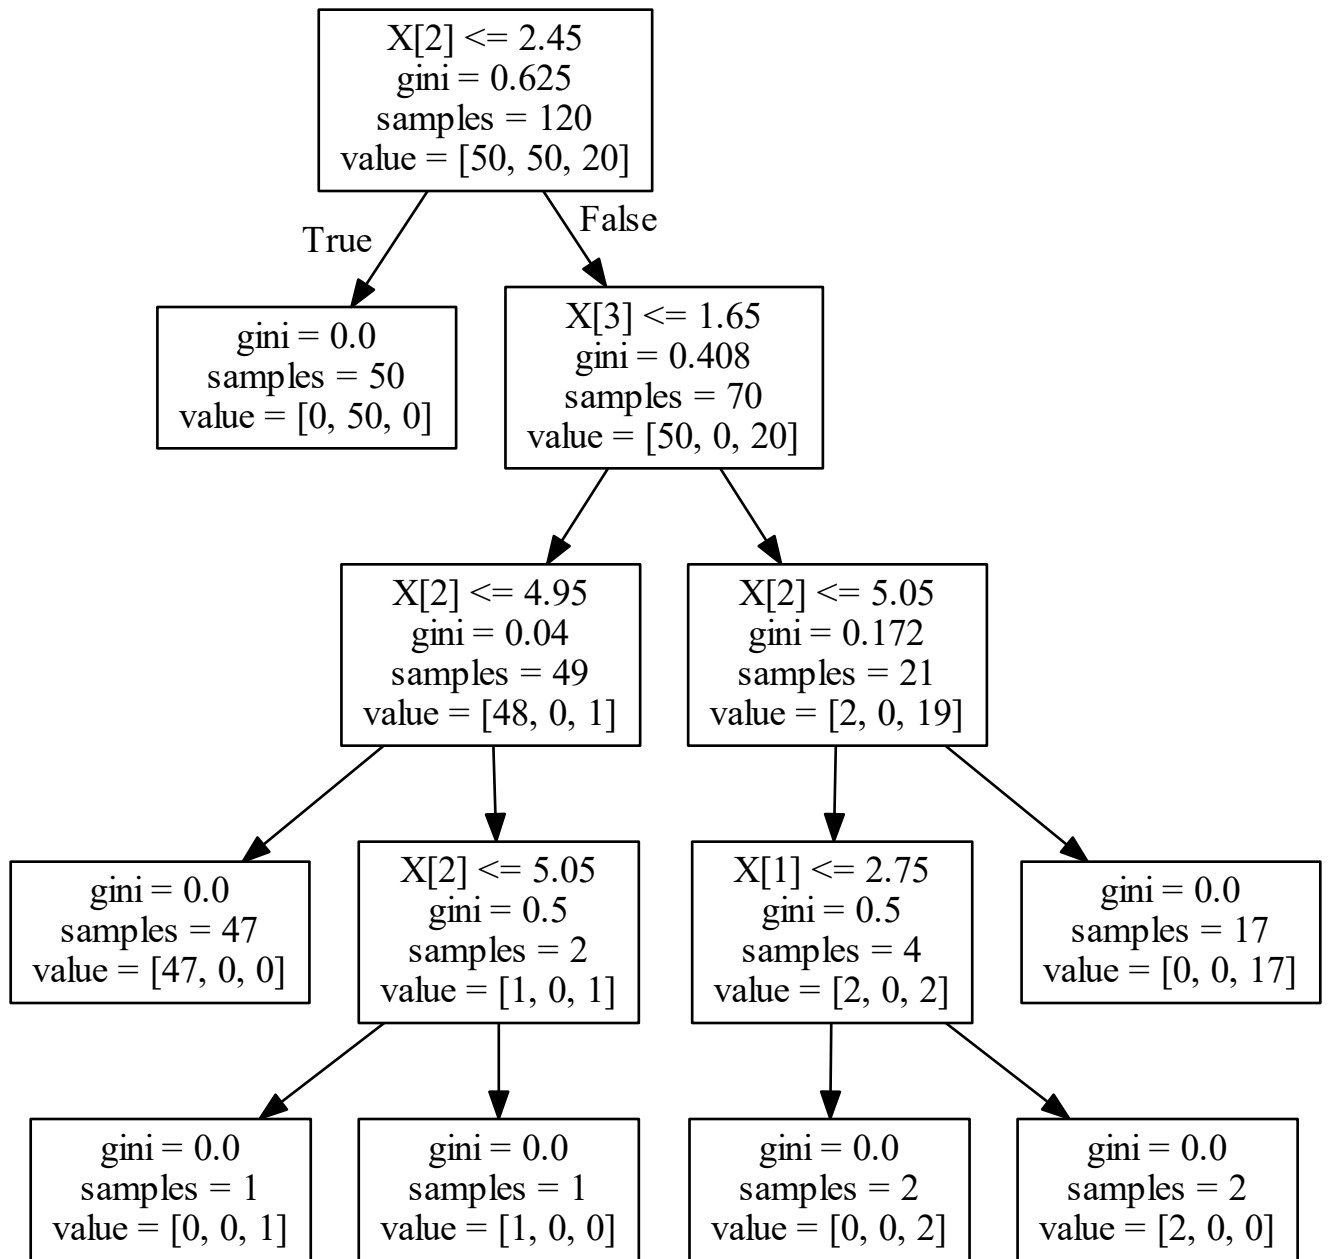 X[2] <= 2.45
gini = 0.625
samples = 120
value = [50, 50, 20]
True
False
gini = 0.0
samples = 50
value = [0, 50, 0]
X[3] <= 1.65
gini = 0.408
samples = 70
value = [50, 0, 20]
X[2] <= 4.95
gini = 0.04
samples = 49
value = [48, 0, 1]
X[2] <= 5.05
gini = 0.172
samples = 21
value = [2, 0, 19]
gini = 0.0
samples = 47
value = [47, 0, 0]
X[2] <= 5.05
gini = 0.5
samples = 2
value = [1, 0, 1]
X[1] <= 2.75
gini = 0.5
samples = 4
value = [2, 0, 2]
gini = 0.0
samples = 17
value = [0, 0, 17]
gini = 0.0
samples = 1
value = [0, 0, 1]
gini = 0.0
samples = 1
value = [1, 0, 0]
gini = 0.0
samples = 2
value = [0, 0, 2]
gini = 0.0
samples = 2
value = [2, 0, 0]